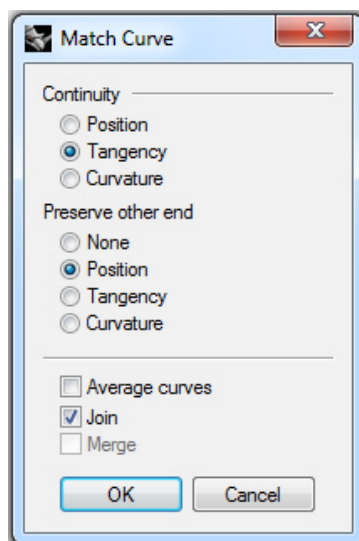 Match Curve
Continuity
Position
Tangency
Curvature
Preserve other end
None
Position
Tangency
Curvature
Average curves
Join
Merge
OK Cancel